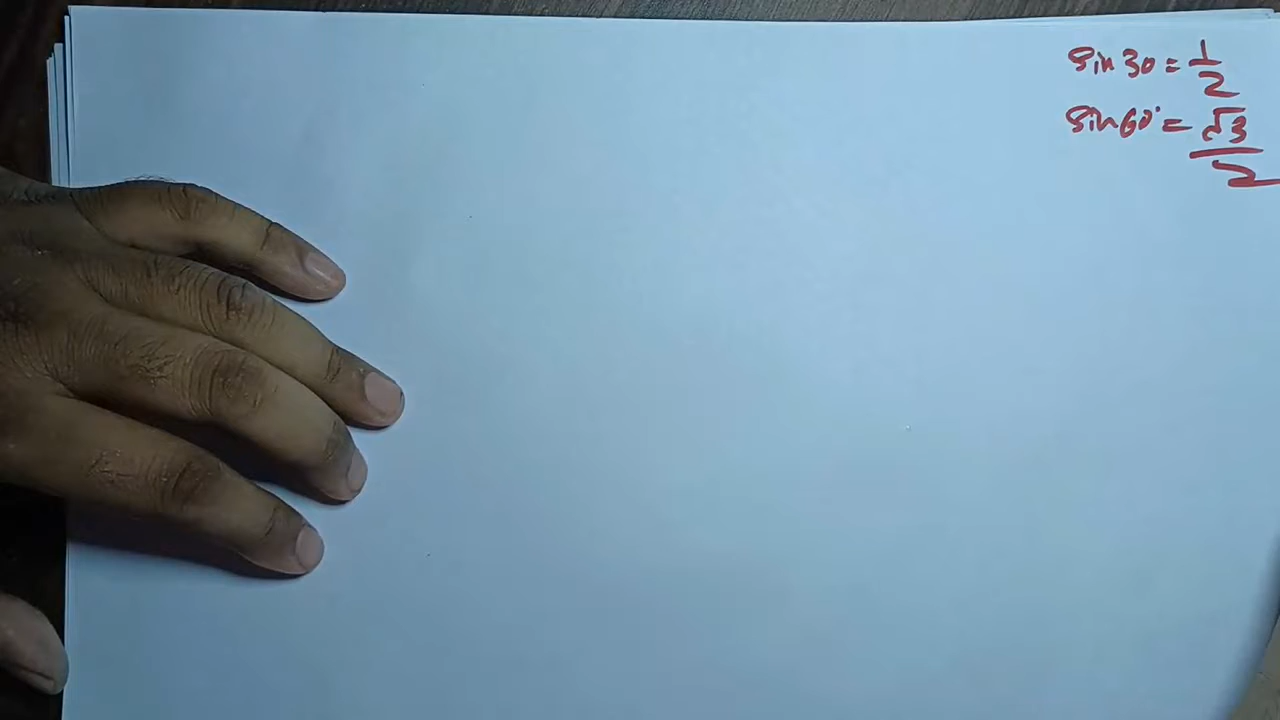 sin 30 = 1/2
sin 60° = √3/2